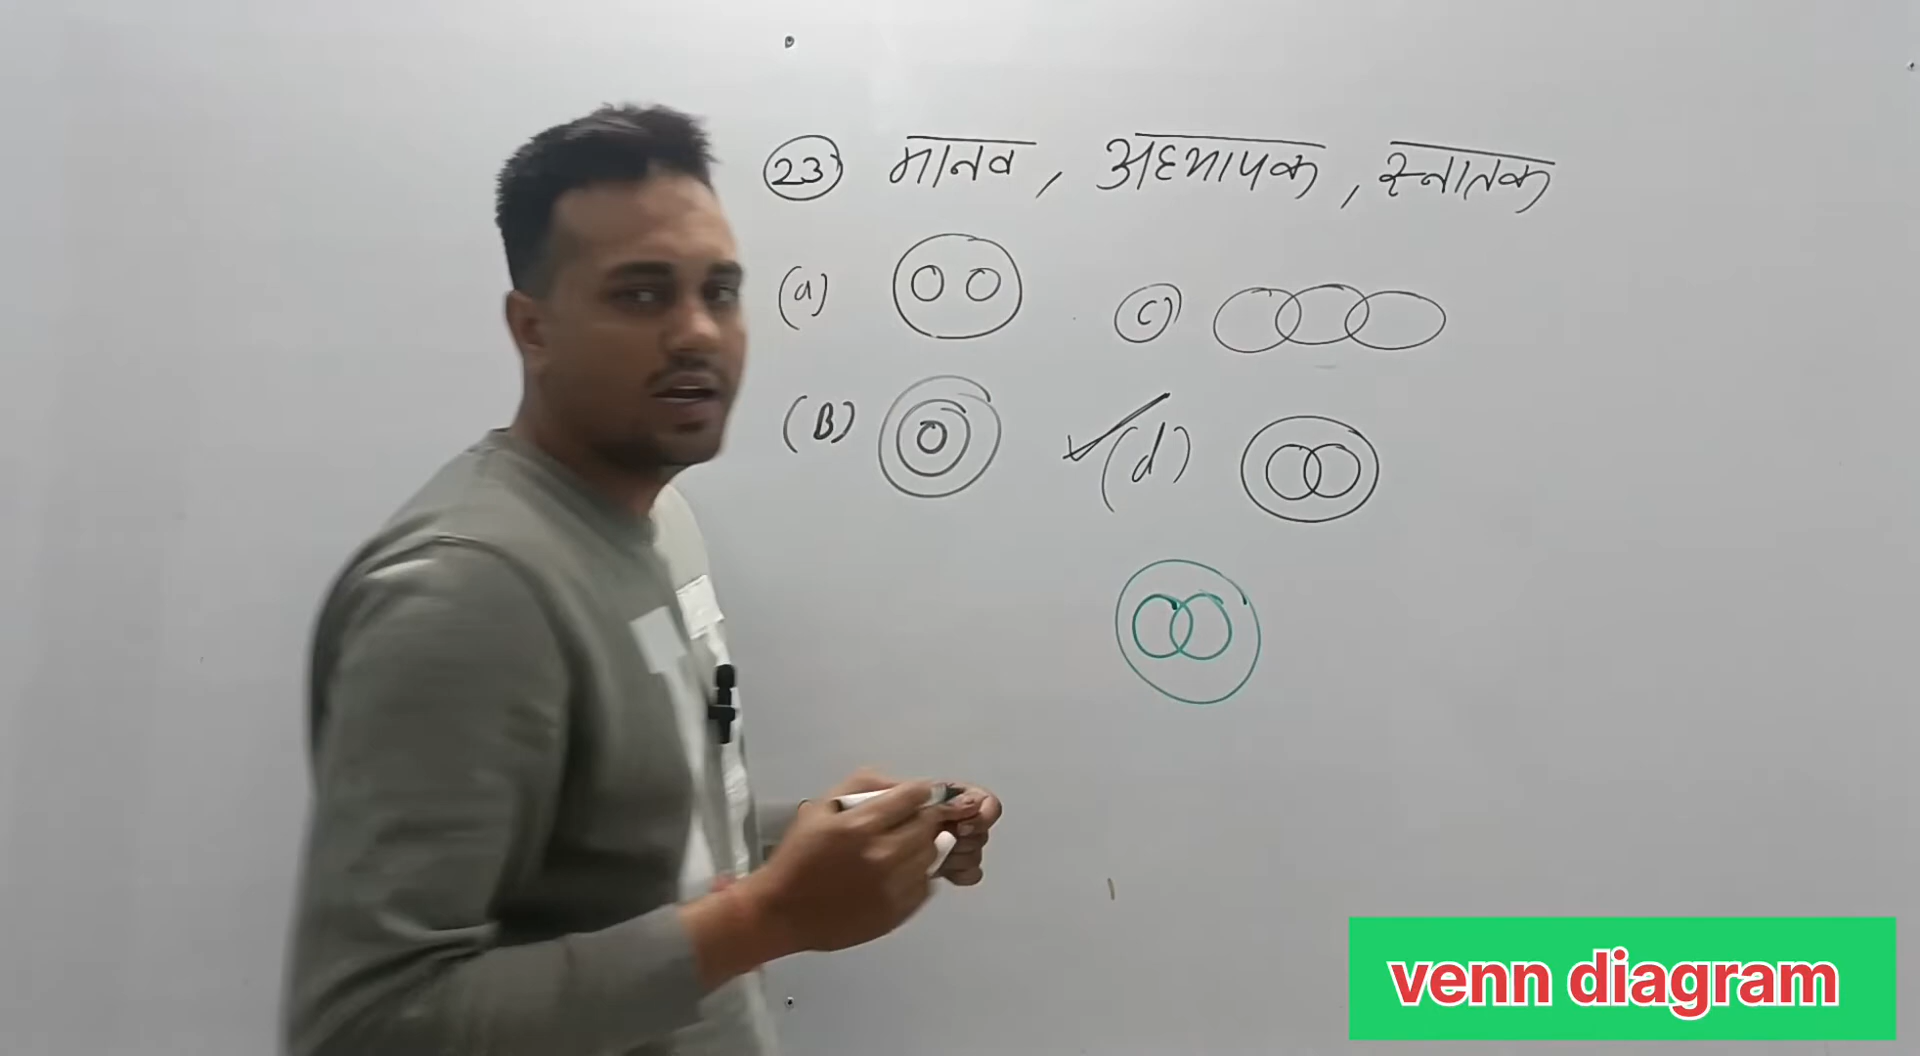 23 मानव, अध्यापक, स्नातक
(a)
(c)
(B)
(d)
venn diagram